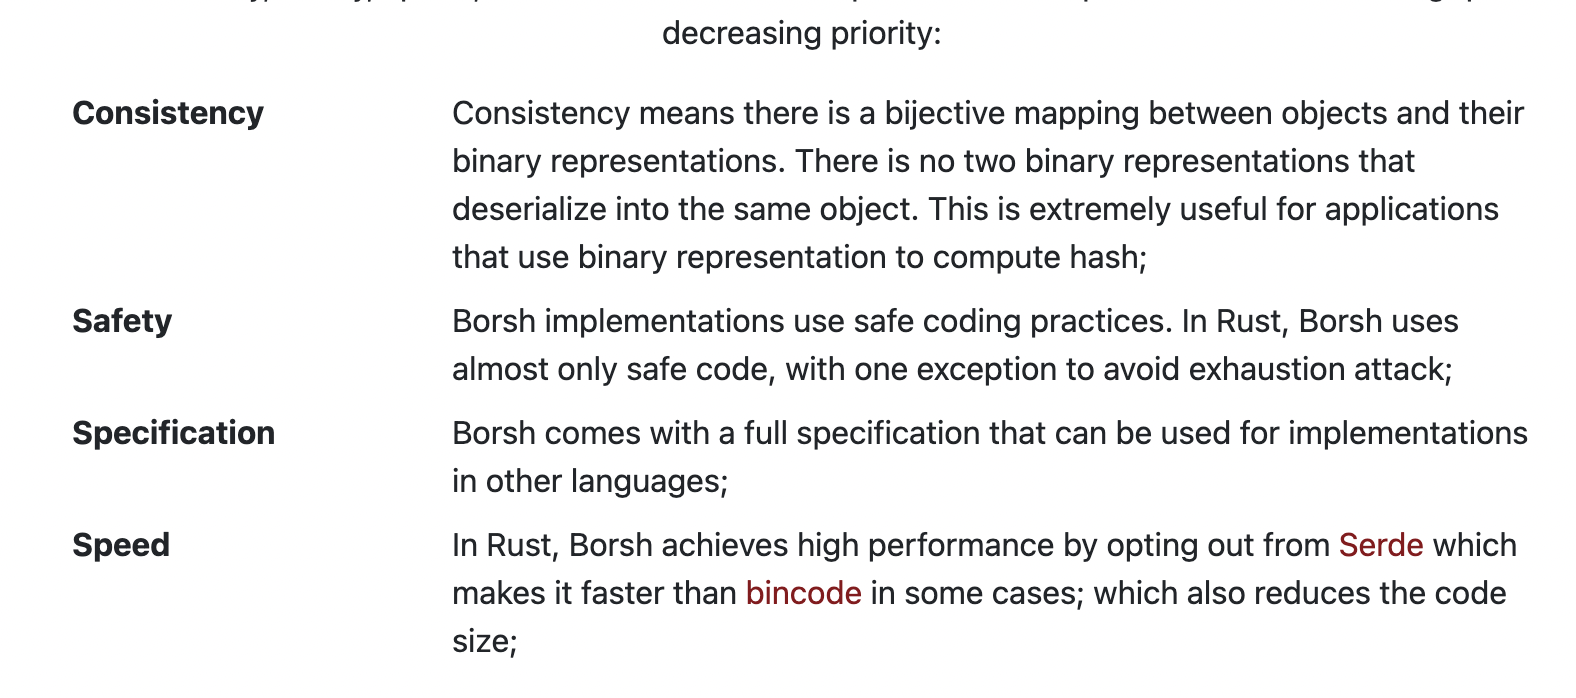 decreasing priority:
Consistency
Consistency means there is a bijective mapping between objects and their
binary representations. There is no two binary representations that
deserialize into the same object. This is extremely useful for applications
that use binary representation to compute hash;
Safety
Borsh implementations use safe coding practices. In Rust, Borsh uses
almost only safe code, with one exception to avoid exhaustion attack;
Specification
Borsh comes with a full specification that can be used for implementations
in other languages;
Speed
In Rust, Borsh achieves high performance by opting out from Serde which
makes it faster than bincode in some cases; which also reduces the code
size;